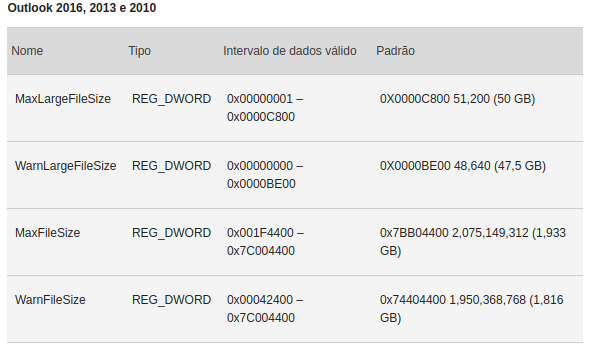 Outlook 2016, 2013 e 2010
Nome Tipo Intervalo de dados válido Padrão
MaxLargeFileSize REG_DWORD 0x00000001 – 0X0000C800 51,200 (50 GB)
0x0000C800
WarnLargeFileSize REG_DWORD 0x00000000 – 0X0000BE00 48,640 (47,5 GB)
0x0000BE00
MaxFileSize REG_DWORD 0x001F4400 – 0x7BB04400 2,075,149,312 (1,933
0x7C004400 GB)
WarnFileSize REG_DWORD 0x00042400 – 0x74404400 1,950,368,768 (1,816
0x7C004400 GB)